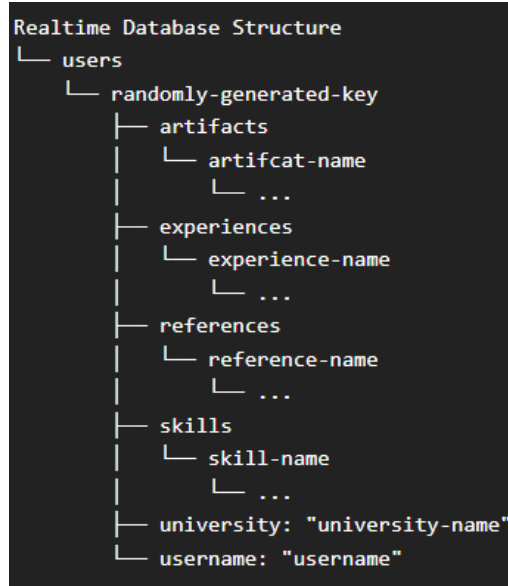 Realtime Database Structure
└── users
    └── randomly-generated-key
        ├── artifacts
        │   └── artifcat-name
        │       └── ...
        ├── experiences
        │   └── experience-name
        │       └── ...
        ├── references
        │   └── reference-name
        │       └── ...
        ├── skills
        │   └── skill-name
        │       └── ...
        ├── university: "university-name"
        └── username: "username"